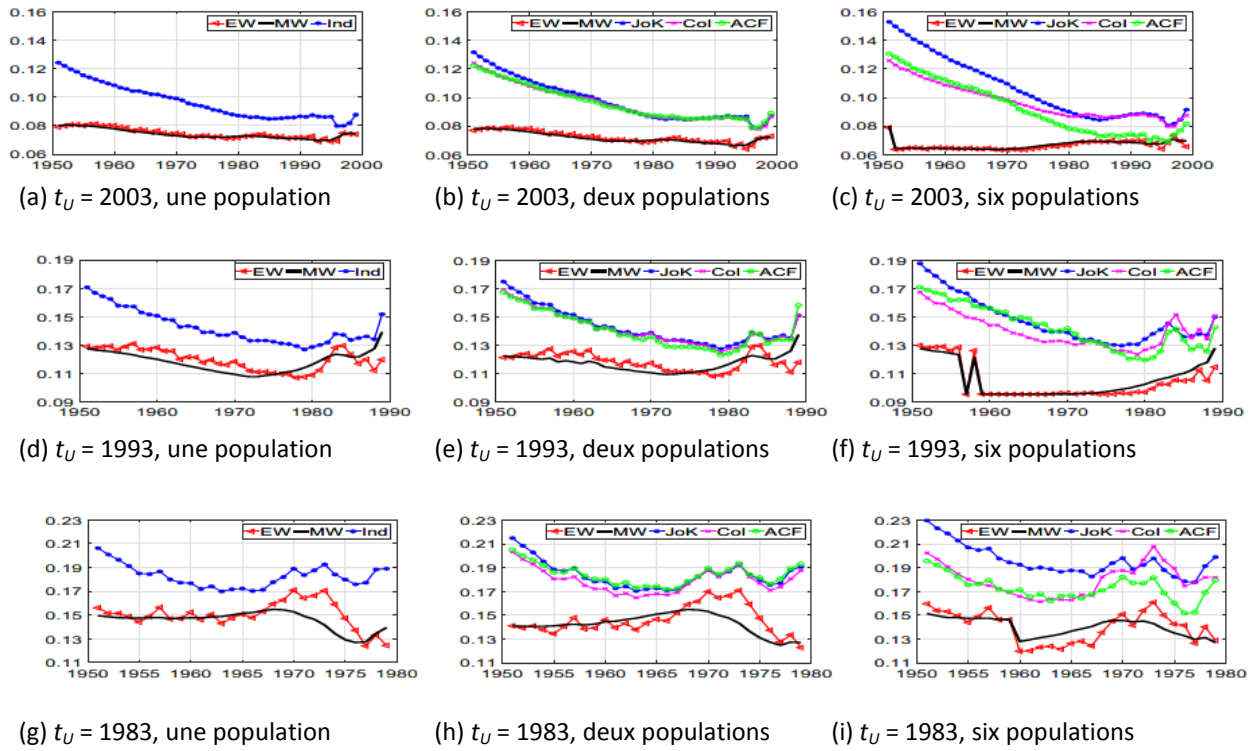 EW MW Ind
0.16
0.14
0.12
0.10
0.08
0.06
1950 1960 1970 1980 1990 2000
(a) t_U = 2003, une population
EW MW JoK CoI ACF
0.16
0.14
0.12
0.10
0.08
0.06
1950 1960 1970 1980 1990 2000
(b) t_U = 2003, deux populations
EW MW JoK CoI ACF
0.16
0.14
0.12
0.10
0.08
0.06
1950 1960 1970 1980 1990 2000
(c) t_U = 2003, six populations
EW MW Ind
0.19
0.17
0.15
0.13
0.11
0.09
1950 1960 1970 1980 1990
(d) t_U = 1993, une population
EW MW JoK CoI ACF
0.19
0.17
0.15
0.13
0.11
0.09
1950 1960 1970 1980 1990
(e) t_U = 1993, deux populations
EW MW JoK CoI ACF
0.19
0.17
0.15
0.13
0.11
0.09
1950 1960 1970 1980 1990
(f) t_U = 1993, six populations
EW MW Ind
0.23
0.21
0.19
0.17
0.15
0.13
0.11
1950 1955 1960 1965 1970 1975 1980
(g) t_U = 1983, une population
EW MW JoK CoI ACF
0.23
0.21
0.19
0.17
0.15
0.13
0.11
1950 1955 1960 1965 1970 1975 1980
(h) t_U = 1983, deux populations
EW MW JoK CoI ACF
0.23
0.21
0.19
0.17
0.15
0.13
0.11
1950 1955 1960 1965 1970 1975 1980
(i) t_U = 1983, six populations